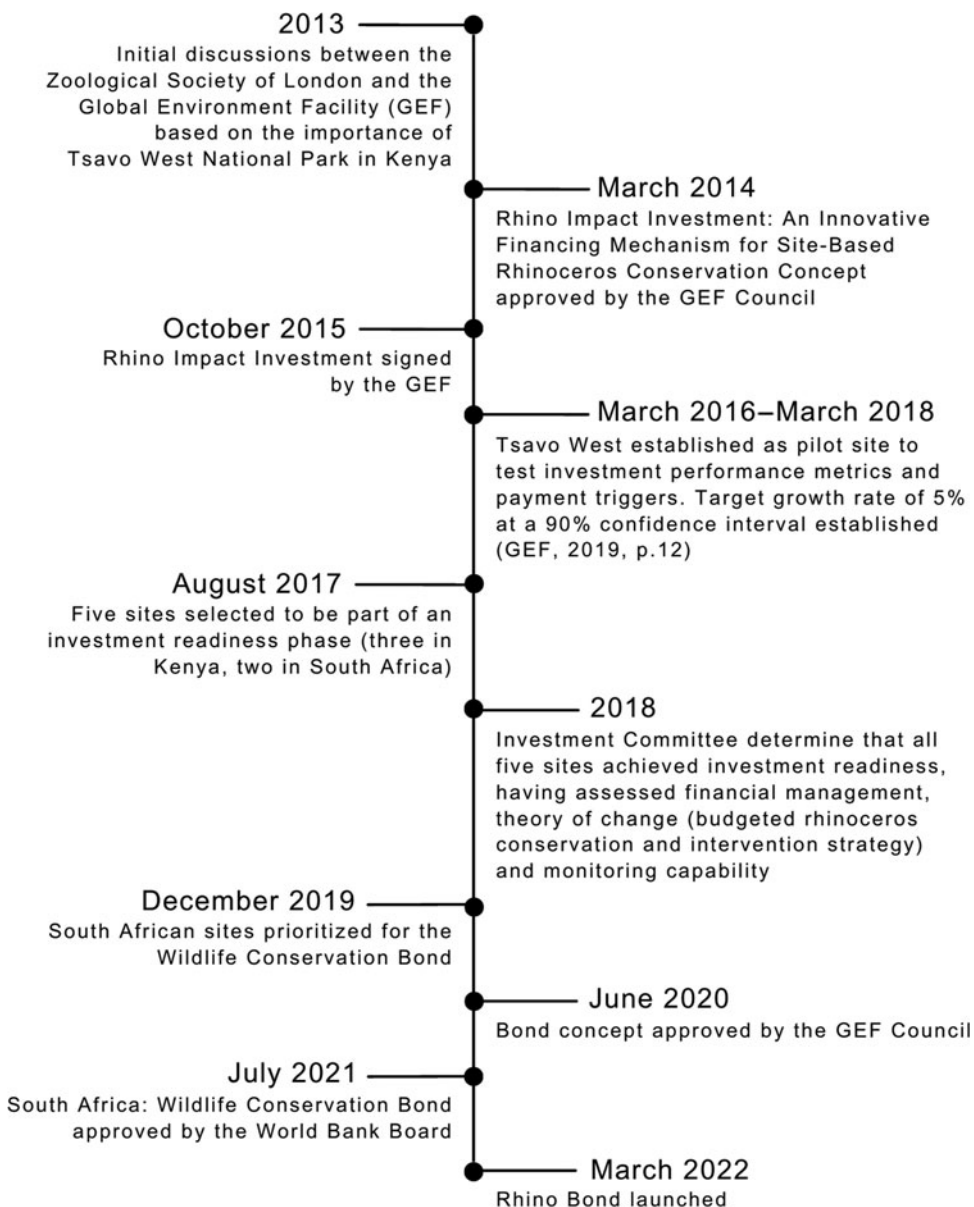 2013
Initial discussions between the
Zoological Society of London and the
Global Environment Facility (GEF)
based on the importance of
Tsavo West National Park in Kenya
March 2014
Rhino Impact Investment: An Innovative
Financing Mechanism for Site-Based
Rhinoceros Conservation Concept
approved by the GEF Council
October 2015
Rhino Impact Investment signed
by the GEF
March 2016–March 2018
Tsavo West established as pilot site to
test investment performance metrics and
payment triggers. Target growth rate of 5%
at a 90% confidence interval established
(GEF, 2019, p.12)
August 2017
Five sites selected to be part of an
investment readiness phase (three in
Kenya, two in South Africa)
2018
Investment Committee determine that all
five sites achieved investment readiness,
having assessed financial management,
theory of change (budgeted rhinoceros
conservation and intervention strategy)
and monitoring capability
December 2019
South African sites prioritized for the
Wildlife Conservation Bond
June 2020
Bond concept approved by the GEF Council
July 2021
South Africa: Wildlife Conservation Bond
approved by the World Bank Board
March 2022
Rhino Bond launched